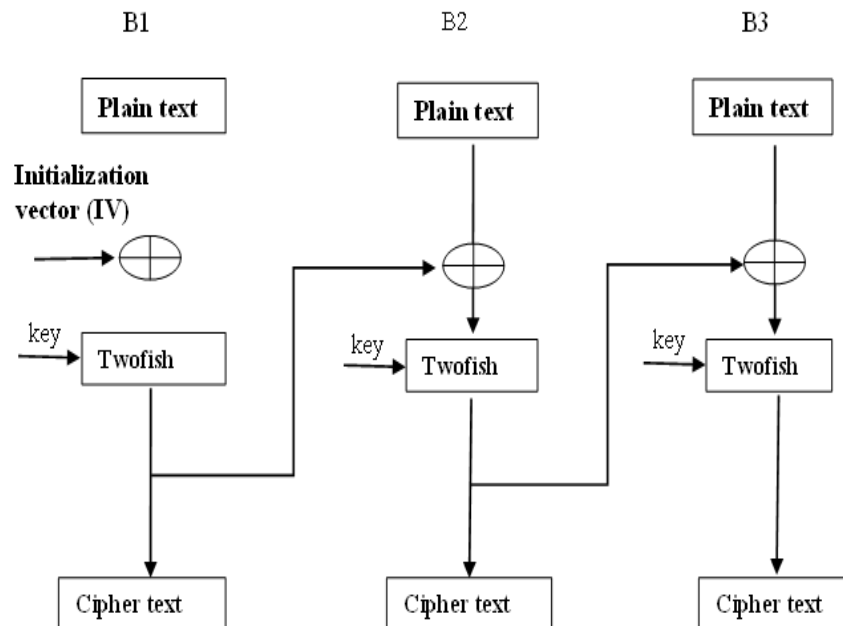 B1 B2 B3
Plain text Plain text Plain text
Initialization
vector (IV)
key Twofish key Twofish key Twofish
Cipher text Cipher text Cipher text